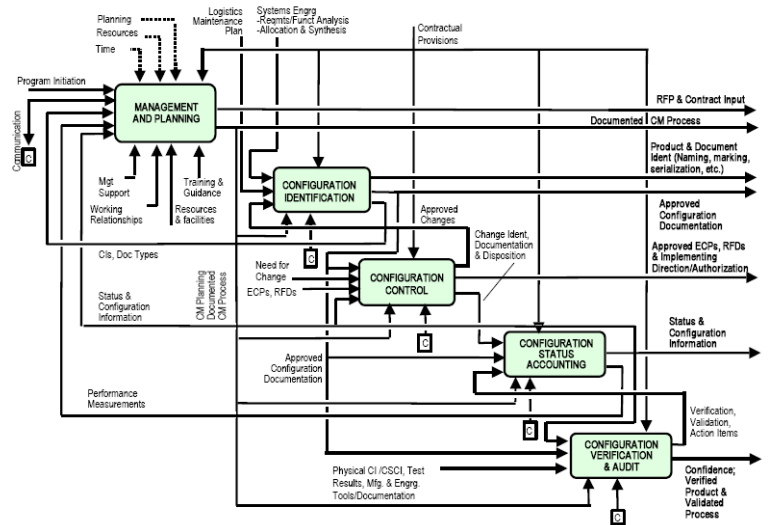 Planning
Resources
Time
Logistics
Maintenance
Plan
Systems Engrg
-Reqmts/Funct Analysis
-Allocation & Synthesis
Contractual
Provisions
Program Initiation
MANAGEMENT
AND PLANNING
RFP & Contract Input
Documented CM Process
Communication
C
Product & Document
Ident (Naming, marking,
serialization, etc.)
Mgt
Support
Training &
Guidance
Working
Relationships
Resources
& facilities
CONFIGURATION
IDENTIFICATION
Approved
Changes
Approved
Configuration
Documentation
C
CIs, Doc Types
Change Ident,
Documentation
& Disposition
Approved ECPs, RFDs
& Implementing
Direction/Authorization
Need for
Change
ECPs, RFDs
CONFIGURATION
CONTROL
CM Planning
Documented
CM Process
Status &
Configuration
Information
C
CONFIGURATION
STATUS
ACCOUNTING
Status &
Configuration
Information
Approved
Configuration
Documentation
Performance
Measurements
C
Verification,
Validation,
Action Items
CONFIGURATION
VERIFICATION
& AUDIT
Physical CI /CSCI, Test
Results, Mfg. & Engrg.
Tools/Documentation
Confidence;
Verified
Product &
Validated
Process
C